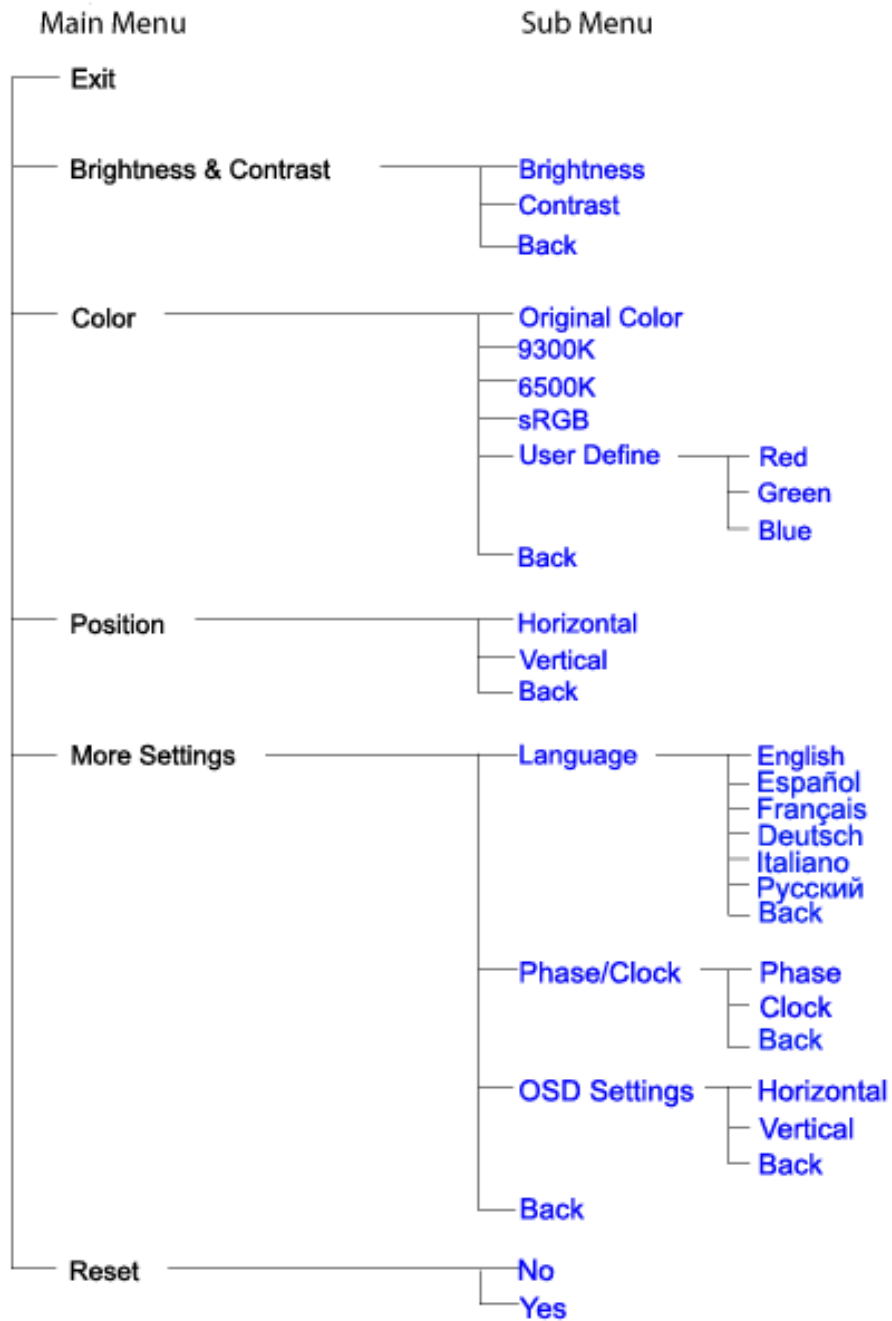 Main Menu Sub Menu
Exit
Brightness & Contrast Brightness
Contrast
Back
Color Original Color
9300K
6500K
sRGB
User Define Red
Green
Blue
Back
Position Horizontal
Vertical
Back
More Settings Language English
Español
Français
Deutsch
Italiano
Русский
Back
Phase/Clock Phase
Clock
Back
OSD Settings Horizontal
Vertical
Back
Back
Reset No
Yes